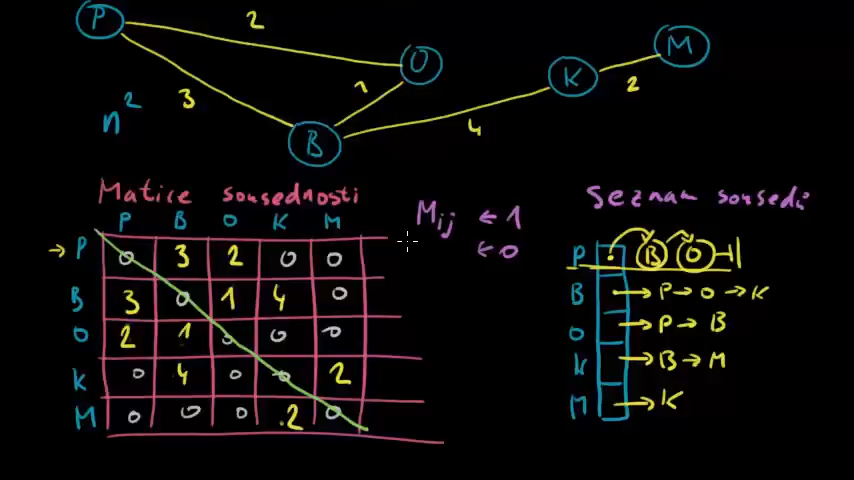 P
2
O
K
M
2
1
3
n²
4
B
Matice sousednosti
Seznam sousedů
P B O K M
M_ij ← 1
← 0
→ P 0 3 2 0 0
B 3 0 1 4 0
O 2 1 0 0 0
K 0 4 0 0 2
M 0 0 0 .2 0
P B O
B → P → O → K
O → P → B
K → B → M
M → K